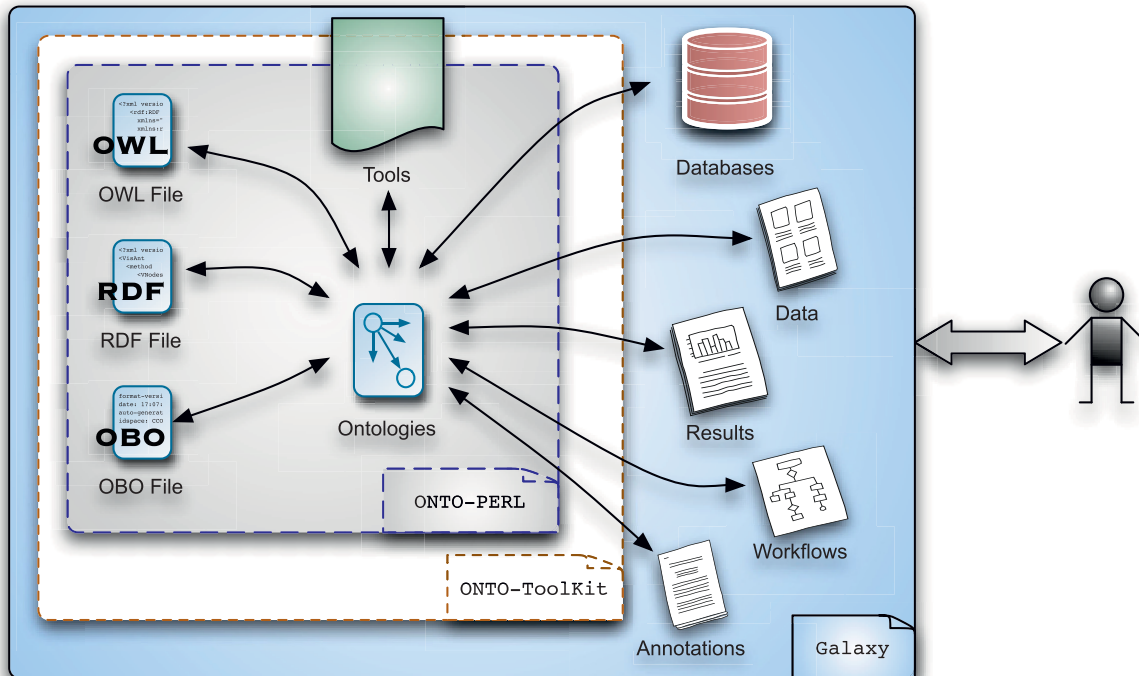 <?xml versio
<rdf:RDF
xmlns="
xmlns:r
OWL
OWL File
<?xml versio
<VisAnt
<method
<VNodes
RDF
RDF File
format-versi
date: 17:07:
auto-generat
idspace: CCO
OBO
OBO File
Tools
Ontologies
ONTO-PERL
ONTO-ToolKit
Databases
Data
Results
Workflows
Annotations
Galaxy